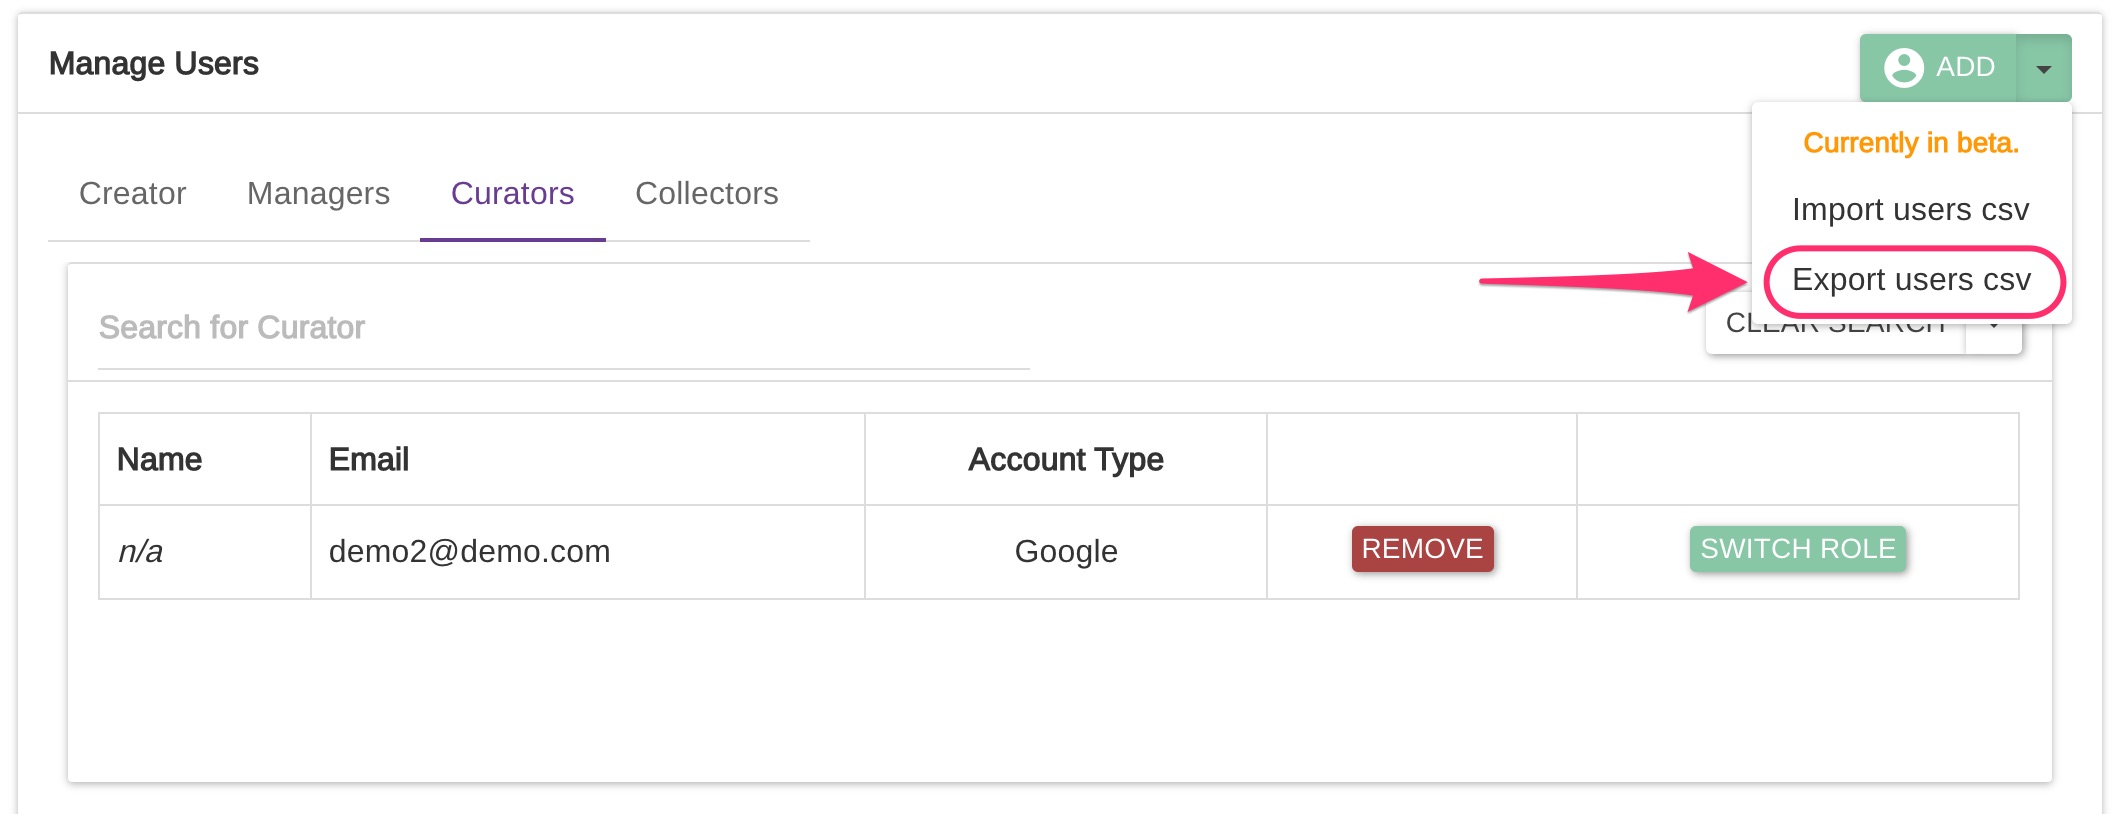 Manage Users
ADD
Currently in beta.
Import users csv
Export users csv
Creator Managers Curators Collectors
Search for Curator
CLEAR SEARCH
Name Email Account Type
n/a demo2@demo.com Google REMOVE SWITCH ROLE